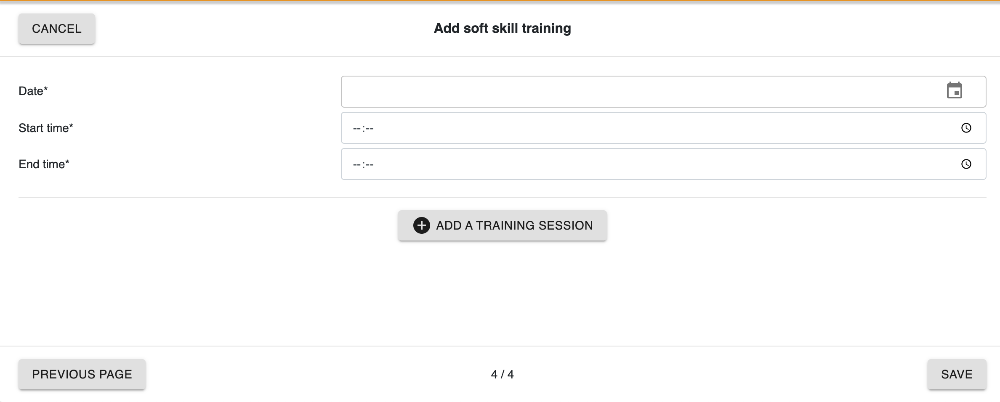 CANCEL
Add soft skill training
Date*
Start time*
--:--
End time*
--:--
ADD A TRAINING SESSION
PREVIOUS PAGE
4 / 4
SAVE